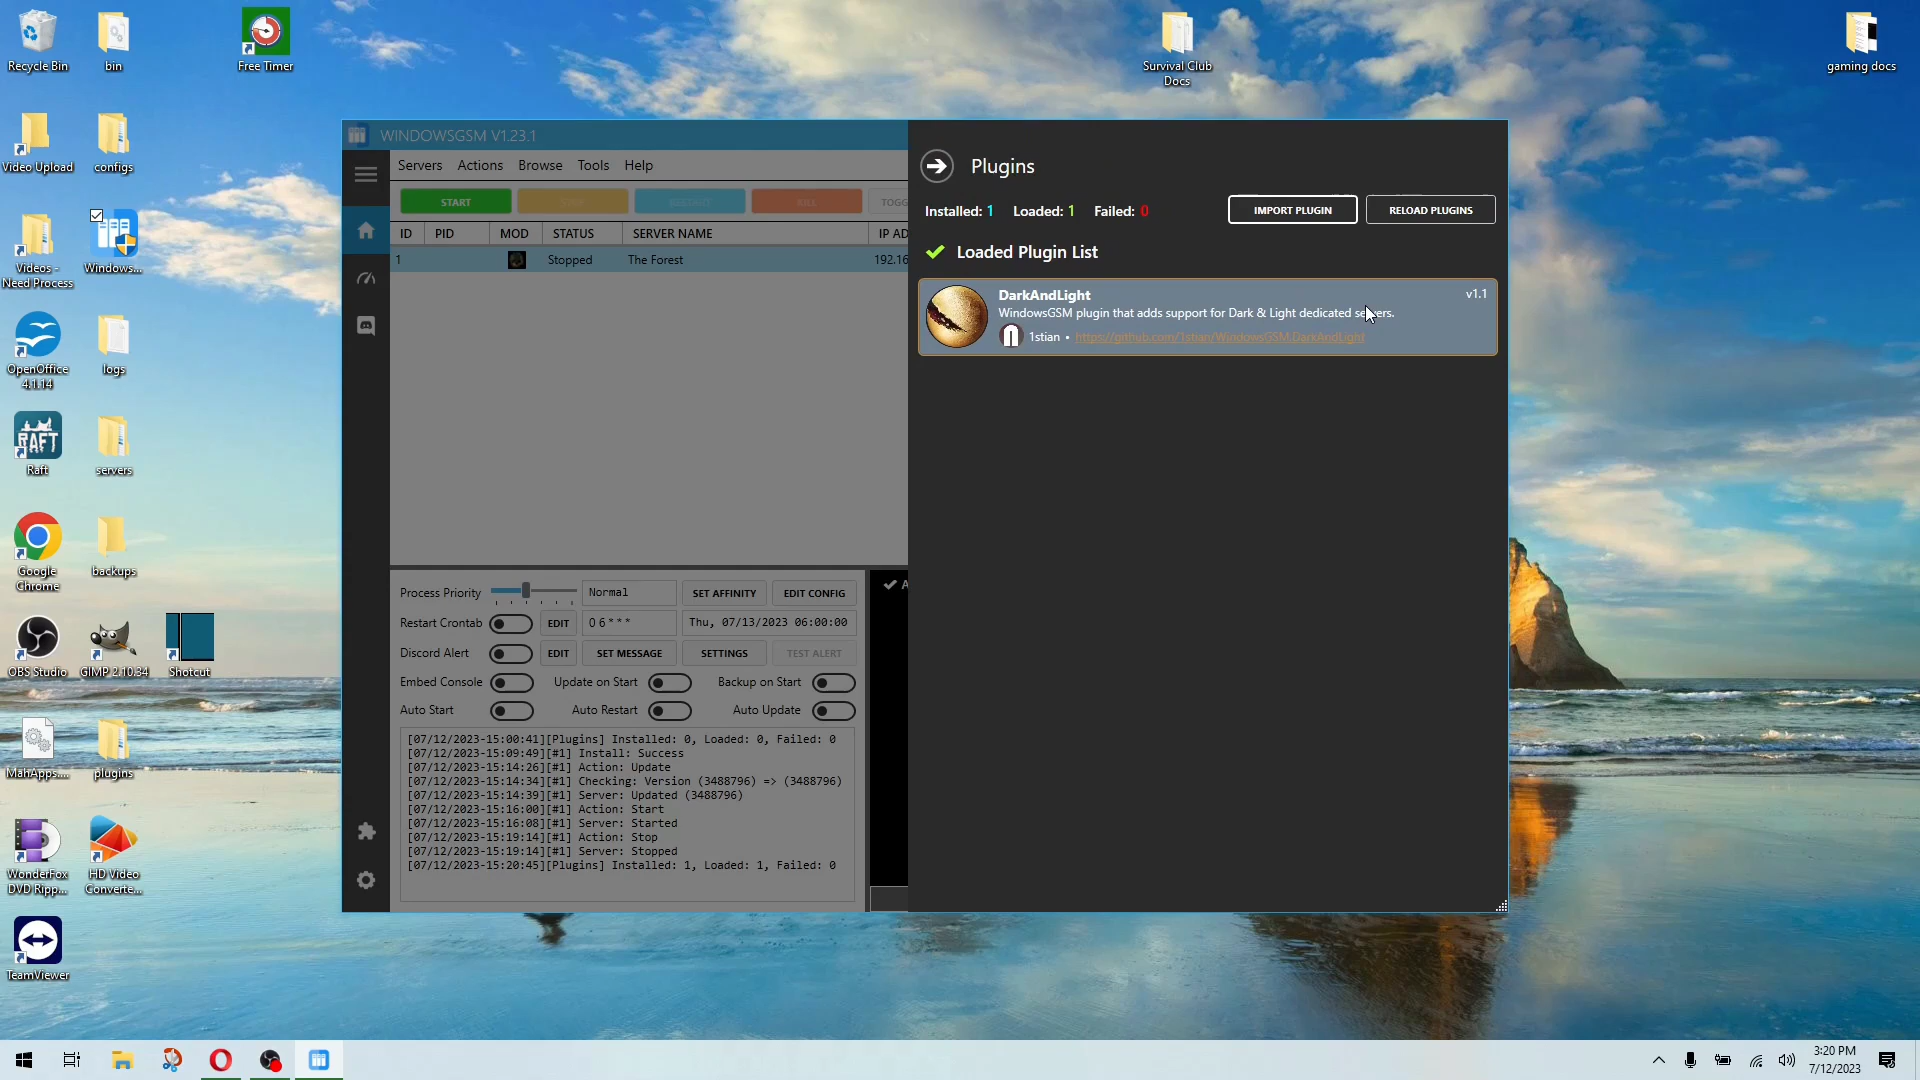 Recycle Bin
bin
Free Timer
Survival Club
Docs
gaming docs
Video Upload
configs
Videos -
Need Process
Windows...
OpenOffice
4.1.14
logs
Raft
servers
Google
Chrome
backups
OBS Studio
GIMP 2.10.34
Shotcut
MahApps....
plugins
WonderFox
DVD Ripp...
HD Video
Converte...
TeamViewer
WINDOWSGSM V1.23.1
Servers Actions Browse Tools Help
START
RESTART
KILL
TOGG
ID PID MOD STATUS SERVER NAME IP AD
1 Stopped The Forest 192.16
Process Priority Normal SET AFFINITY EDIT CONFIG
Restart Crontab EDIT 0 6 * * * Thu, 07/13/2023 06:00:00
Discord Alert EDIT SET MESSAGE SETTINGS TEST ALERT
Embed Console Update on Start Backup on Start
Auto Start Auto Restart Auto Update
[07/12/2023-15:00:41][Plugins] Installed: 0, Loaded: 0, Failed: 0
[07/12/2023-15:09:49][#1] Install: Success
[07/12/2023-15:14:26][#1] Action: Update
[07/12/2023-15:14:34][#1] Checking: Version (3488796) => (3488796)
[07/12/2023-15:14:39][#1] Server: Updated (3488796)
[07/12/2023-15:16:00][#1] Action: Start
[07/12/2023-15:16:08][#1] Server: Started
[07/12/2023-15:19:14][#1] Action: Stop
[07/12/2023-15:19:14][#1] Server: Stopped
[07/12/2023-15:20:45][Plugins] Installed: 1, Loaded: 1, Failed: 0
Plugins
Installed: 1 Loaded: 1 Failed: 0
IMPORT PLUGIN
RELOAD PLUGINS
Loaded Plugin List
DarkAndLight
v1.1
WindowsGSM plugin that adds support for Dark & Light dedicated servers.
1stian • https://github.com/1stian/WindowsGSM.DarkAndLight
RAFT
3:20 PM
7/12/2023